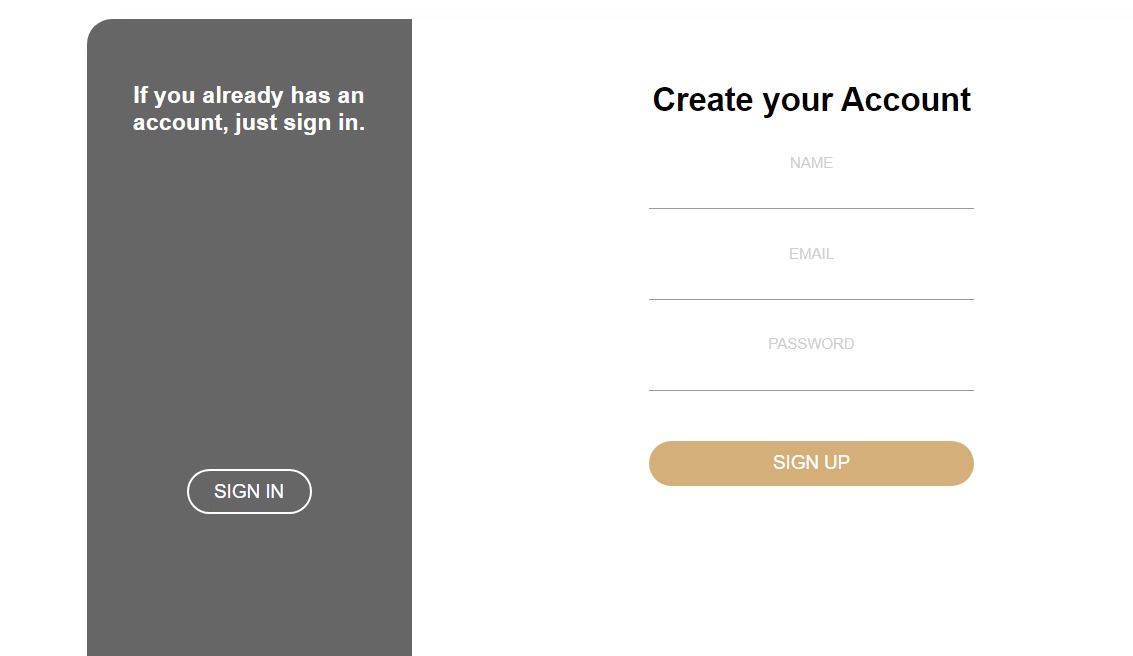 If you already has an
account, just sign in.
SIGN IN
Create your Account
NAME
EMAIL
PASSWORD
SIGN UP